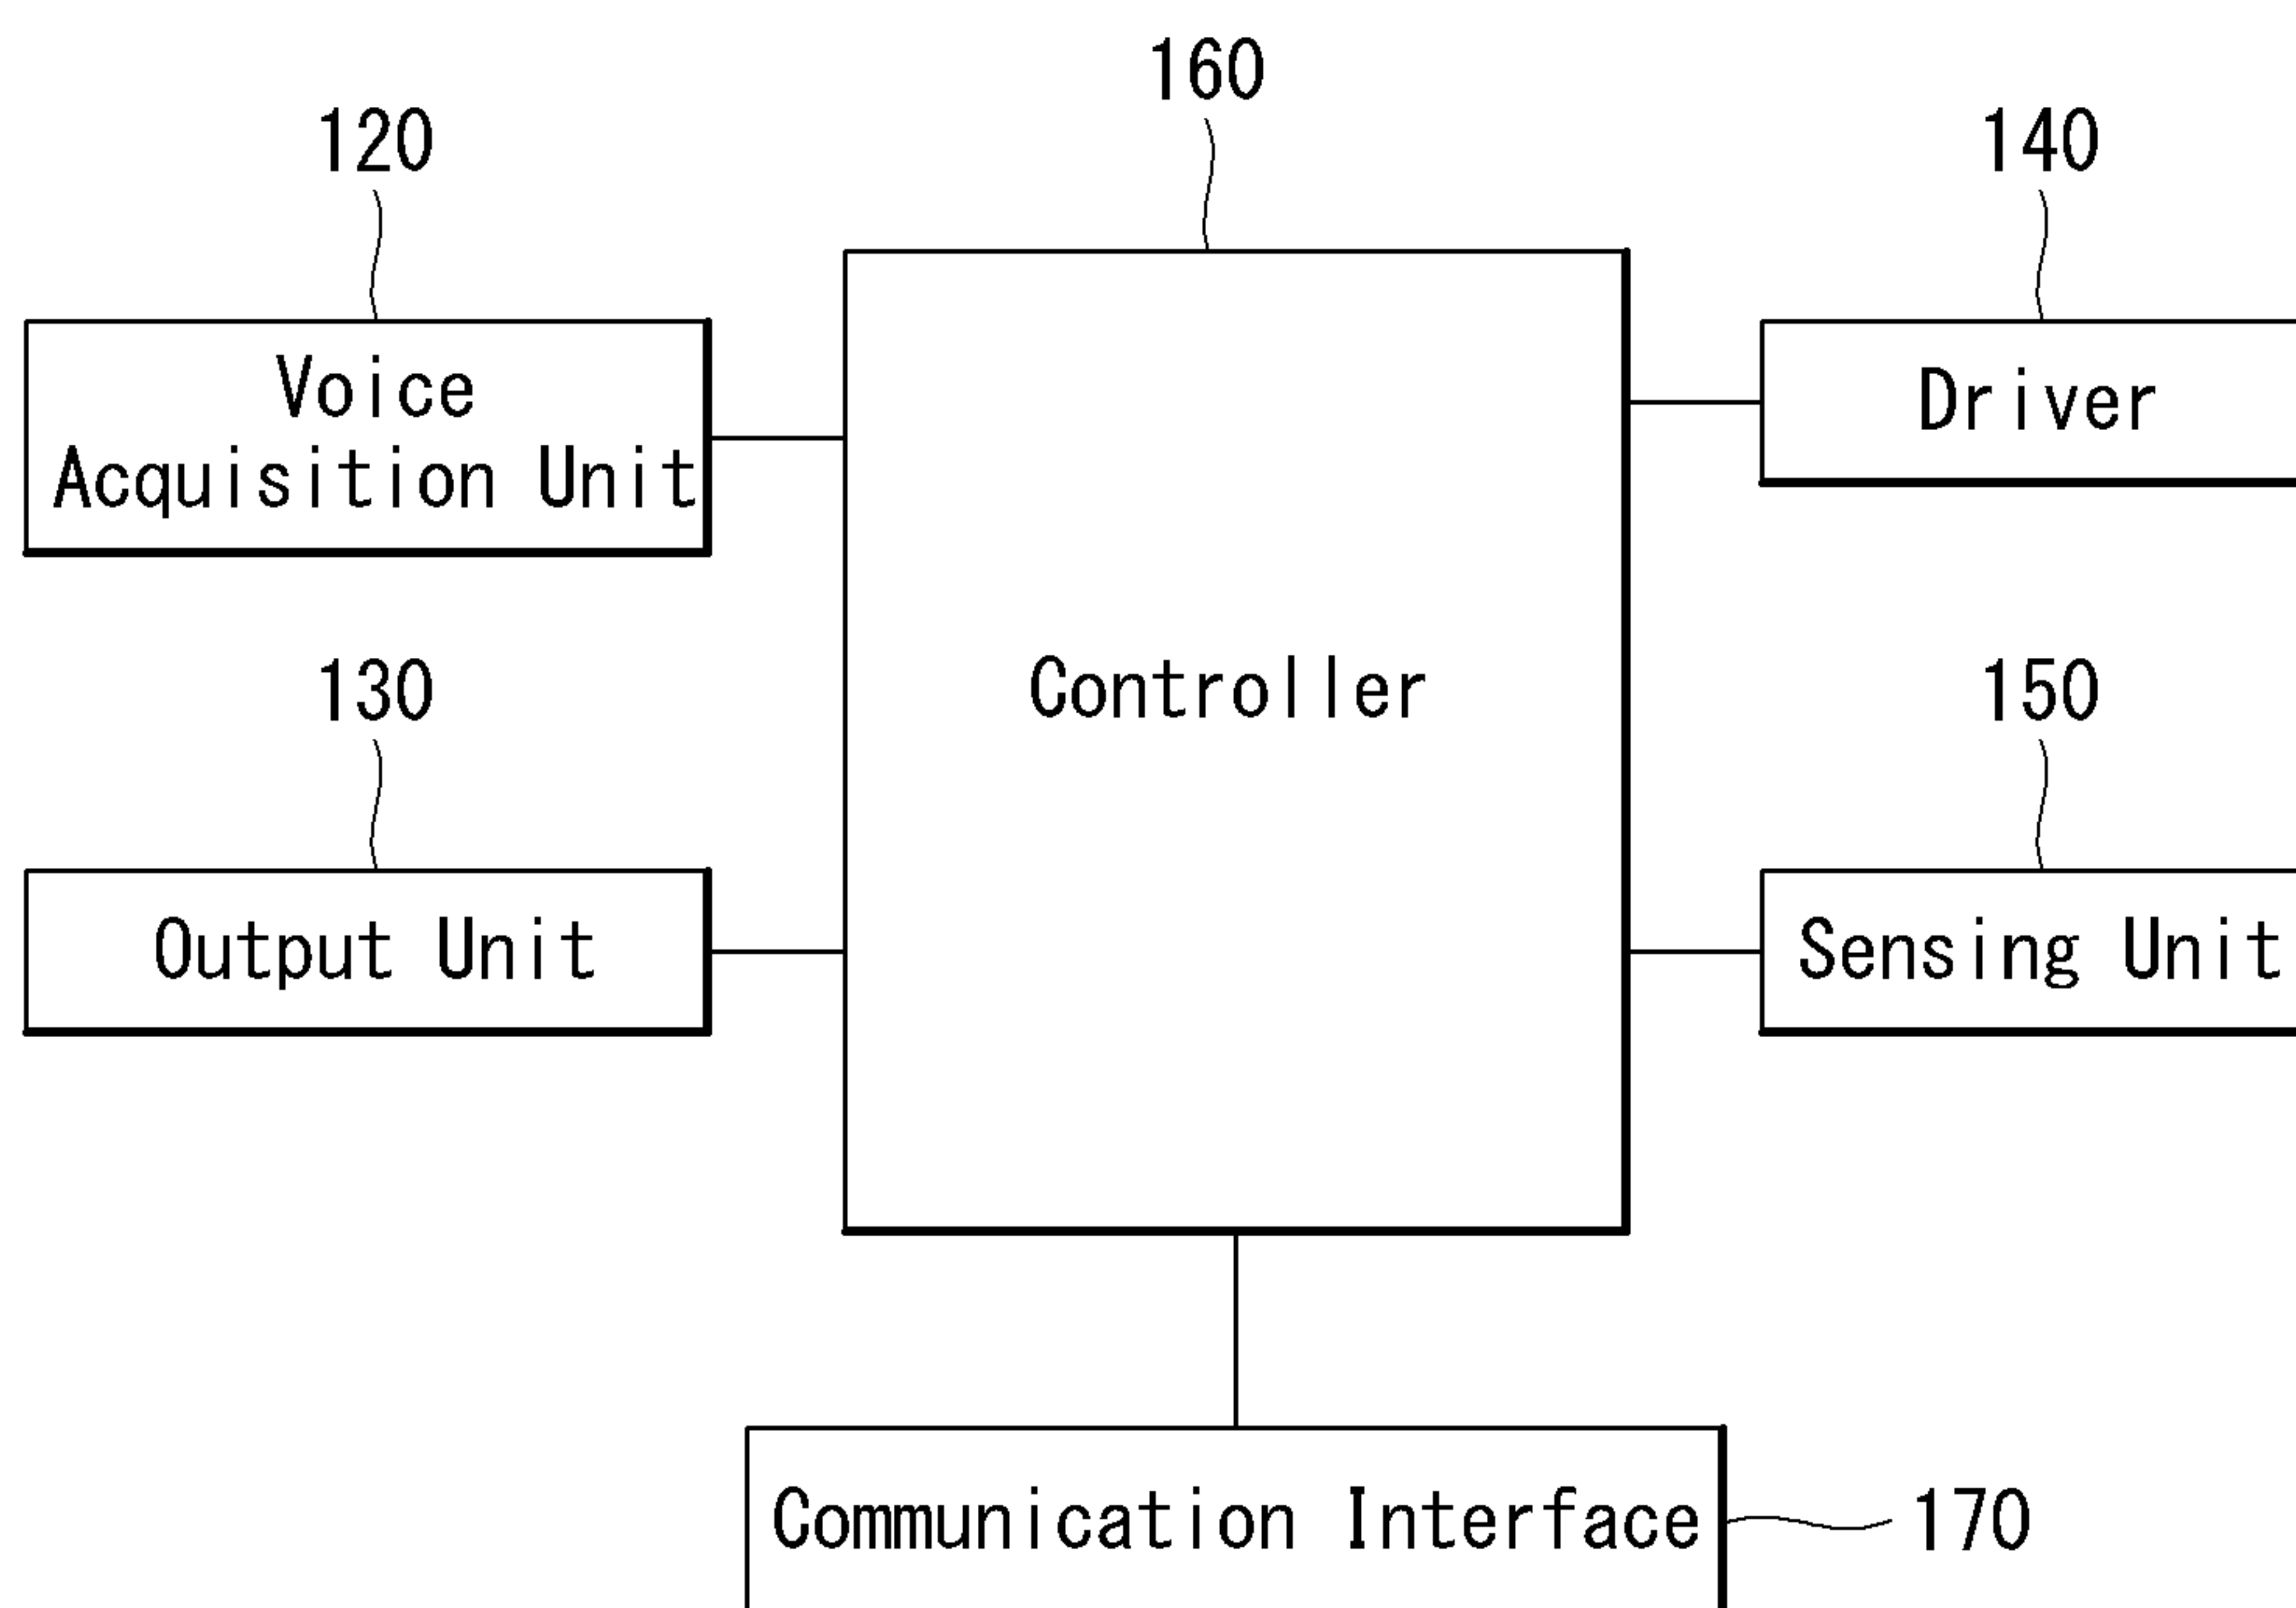 160
120
140
Voice
Acquisition Unit
Driver
130
Controller
150
Output Unit
Sensing Unit
Communication Interface
170